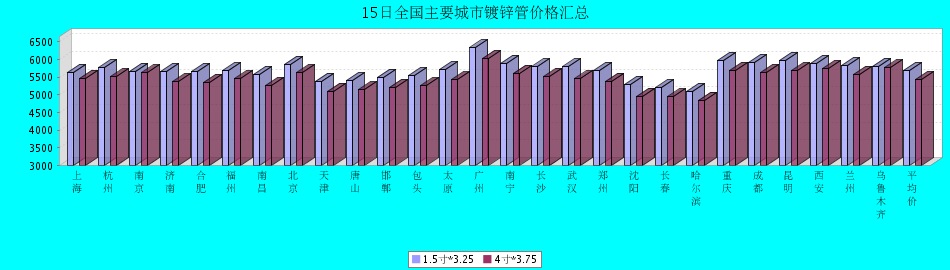 15日全国主要城市镀锌管价格汇总
6500
6000
5500
5000
4500
4000
3500
3000
上海 杭州 南京 济南 合肥 福州 南昌 北京 天津 唐山 邯郸 包头 太原 广州 南宁 长沙 武汉 郑州 沈阳 长春 哈尔滨 重庆 成都 昆明 西安 兰州 乌鲁木齐 平均价
1.5寸*3.25 4寸*3.75